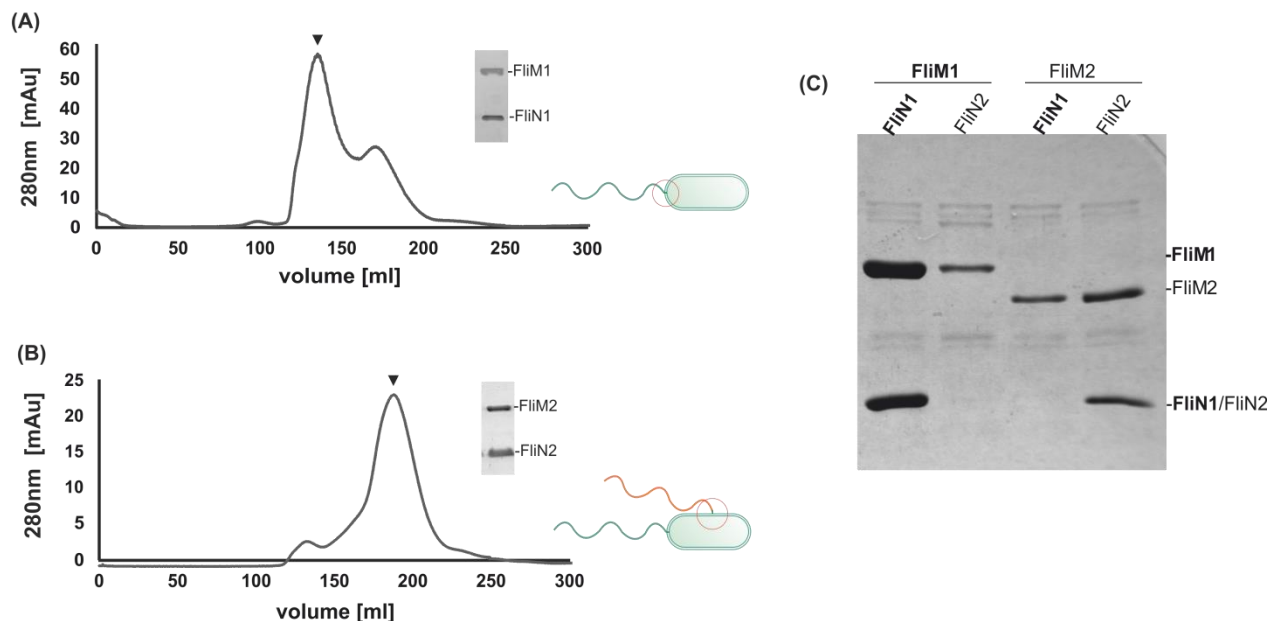 (A)
60
50
40
30
20
10
0
280nm [mAu]
0 50 100 150 200 250 300
volume [ml]
-FliM1
-FliN1
(B)
25
20
15
10
5
0
280nm [mAu]
0 50 100 150 200 250 300
volume [ml]
-FliM2
-FliN2
(C)
FliM1 FliM2
FliN1 FliN2 FliN1 FliN2
-FliM1
-FliM2
-FliN1/FliN2